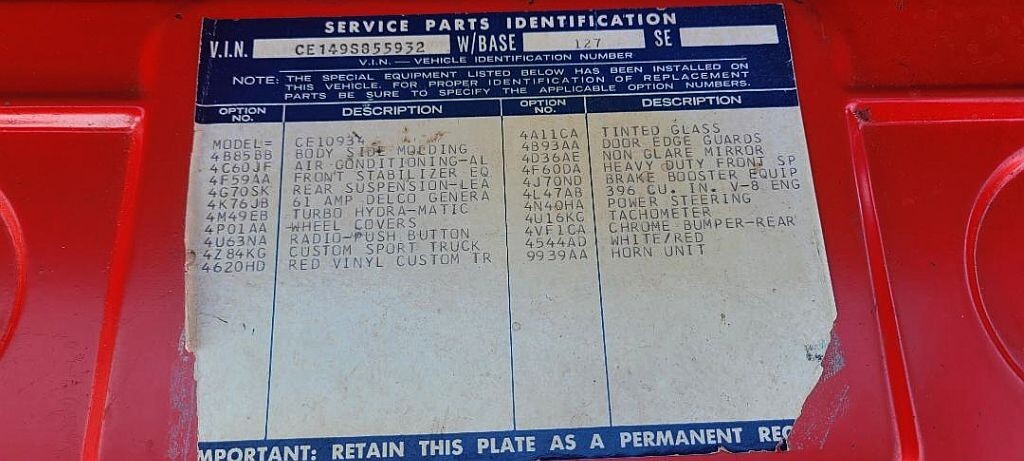 SERVICE PARTS IDENTIFICATION
V.I.N. CE149S855932 W/BASE 127 SE
V.I.N. — VEHICLE IDENTIFICATION NUMBER
NOTE: THE SPECIAL EQUIPMENT LISTED BELOW HAS BEEN INSTALLED ON
THIS VEHICLE. FOR PROPER IDENTIFICATION OF REPLACEMENT
PARTS BE SURE TO SPECIFY THE APPLICABLE OPTION NUMBERS.
OPTION NO. DESCRIPTION OPTION NO. DESCRIPTION
MODEL= CE10934
4B85BB BODY SIDE MOLDING
4C60JF AIR CONDITIONING-AL
4F59AA FRONT STABILIZER EQ
4G70SK REAR SUSPENSION-LEA
4K76JB 61 AMP DELCO GENERA
4M49EB TURBO HYDRA-MATIC
4P01AA WHEEL COVERS
4U63NA RADIO-PUSH BUTTON
4Z84KG CUSTOM SPORT TRUCK
4620HD RED VINYL CUSTOM TR
4A11CA TINTED GLASS
4B93AA DOOR EDGE GUARDS
4D36AE NON GLARE MIRROR
4F60DA HEAVY DUTY FRONT SP
4J70ND BRAKE BOOSTER EQUIP
4L47AB 396 CU. IN. V-8 ENG
4N40HA POWER STEERING
4U16KG TACHOMETER
4VF1CA CHROME BUMPER-REAR
4544AD WHITE/RED
9939AA HORN UNIT
MPORTANT: RETAIN THIS PLATE AS A PERMANENT REC